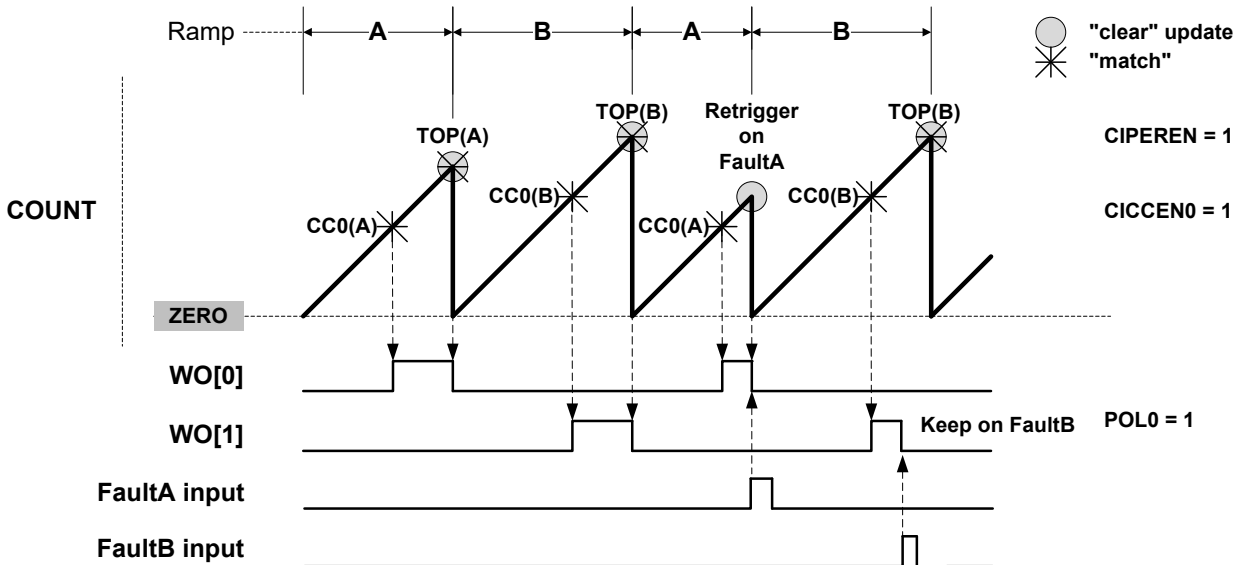 Ramp
A
B
A
B
"clear" update
"match"
TOP(A)
TOP(B)
Retrigger
on
FaultA
TOP(B)
CIPEREN = 1
COUNT
CC0(A)
CC0(B)
CC0(A)
CC0(B)
CICCEN0 = 1
ZERO
WO[0]
WO[1]
Keep on FaultB
POL0 = 1
FaultA input
FaultB input